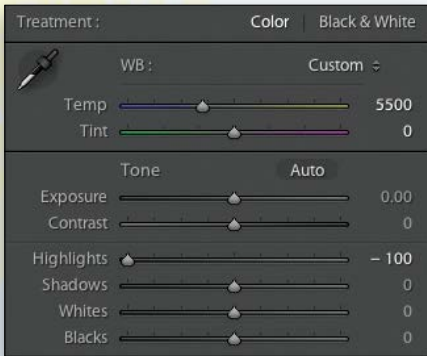 Treatment : Color | Black & White
WB : Custom
Temp 5500
Tint 0
Tone Auto
Exposure 0.00
Contrast 0
Highlights – 100
Shadows 0
Whites 0
Blacks 0